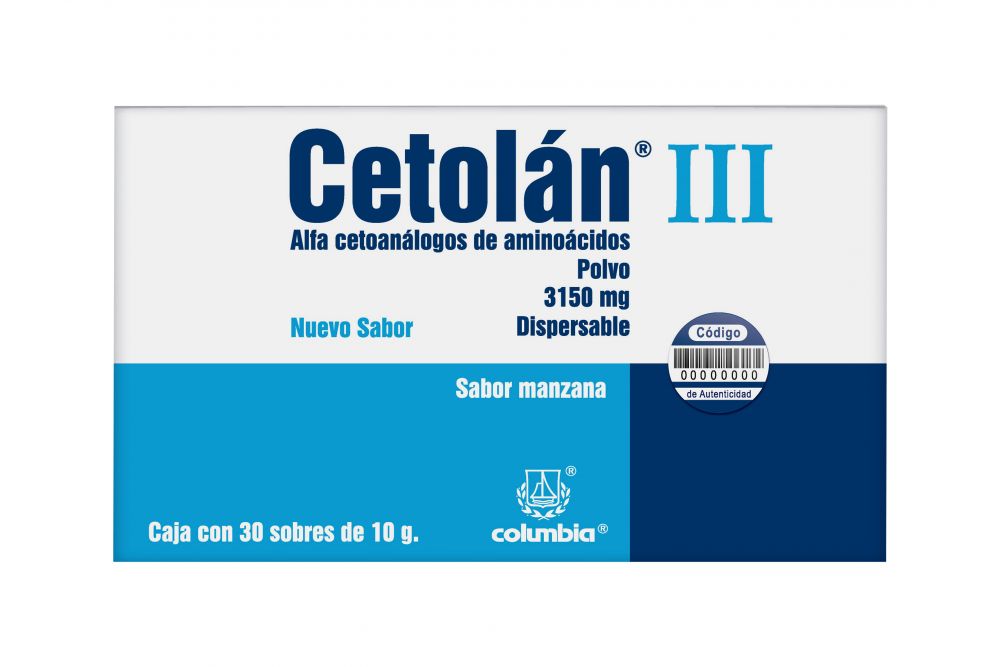 Cetolán® III
Alfa cetoanálogos de aminoácidos
Polvo
3150 mg
Nuevo Sabor
Dispersable
Código
00000000
de Autenticidad
Sabor manzana
®
Caja con 30 sobres de 10 g.
columbia®